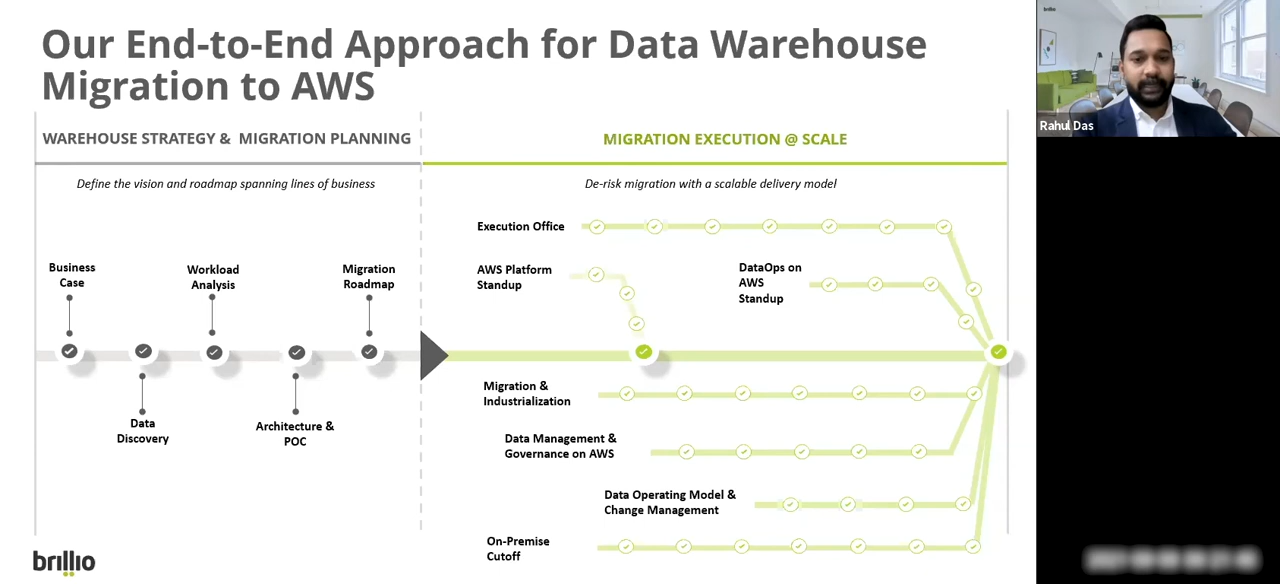 Our End-to-End Approach for Data Warehouse
Migration to AWS
WAREHOUSE STRATEGY & MIGRATION PLANNING
Define the vision and roadmap spanning lines of business
Business
Case
Workload
Analysis
Migration
Roadmap
Data
Discovery
Architecture &
POC
MIGRATION EXECUTION @ SCALE
De-risk migration with a scalable delivery model
Execution Office
AWS Platform
Standup
DataOps on
AWS
Standup
Migration &
Industrialization
Data Management &
Governance on AWS
Data Operating Model &
Change Management
On-Premise
Cutoff
brillio
brillio
Rahul Das